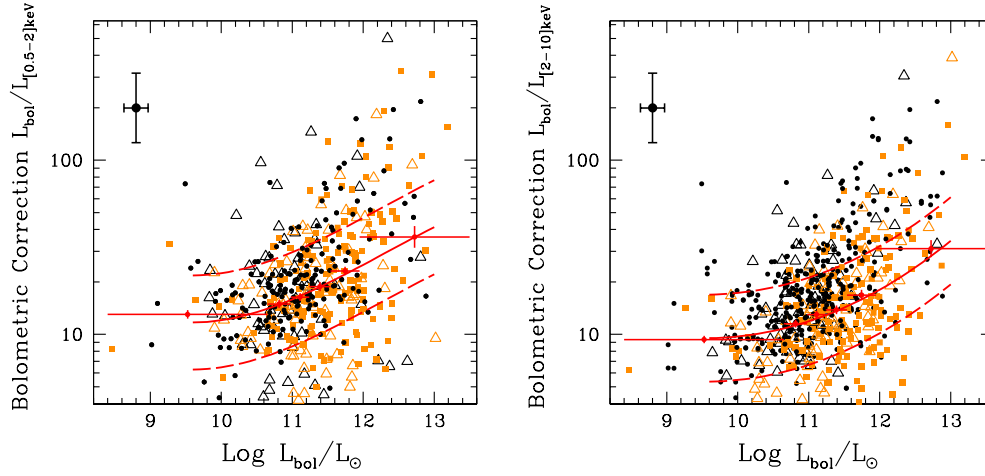 Bolometric Correction L_bol/L_[0.5-2]keV
100
10
9 10 11 12 13
Log L_bol/L_⊙
Bolometric Correction L_bol/L_[2-10]keV
100
10
9 10 11 12 13
Log L_bol/L_⊙